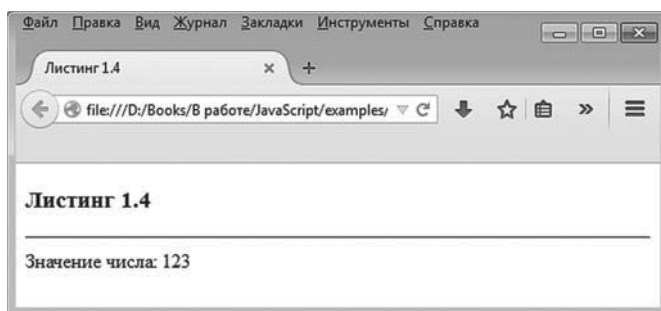 Файл Правка Вид Журнал Закладки Инструменты Справка
Листинг 1.4
file:///D:/Books/В работе/JavaScript/examples/
Листинг 1.4
Значение числа: 123